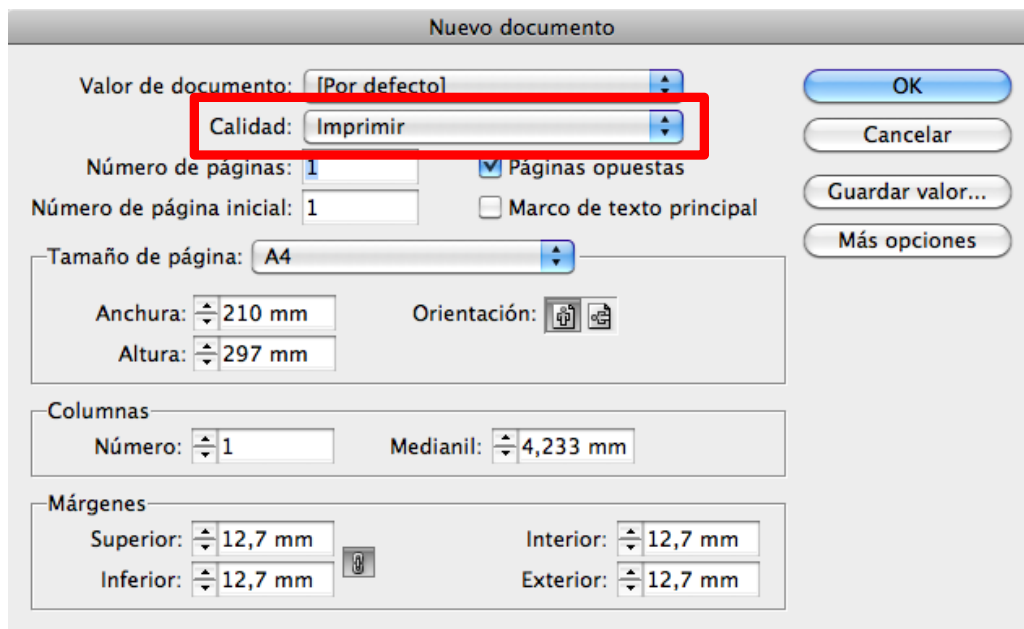 Nuevo documento
Valor de documento: [Por defecto] OK
Calidad: Imprimir Cancelar
Número de páginas: 1 Páginas opuestas
Número de página inicial: 1 Marco de texto principal Guardar valor...
Más opciones
Tamaño de página: A4
Anchura: 210 mm Orientación:
Altura: 297 mm
Columnas
Número: 1 Medianil: 4,233 mm
Márgenes
Superior: 12,7 mm Interior: 12,7 mm
Inferior: 12,7 mm Exterior: 12,7 mm